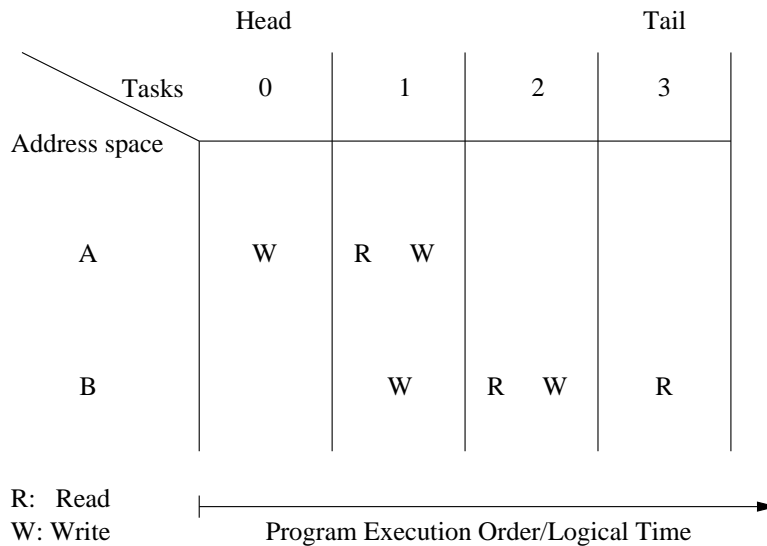 Head Tail
Tasks 0 1 2 3
Address space
A W R W
B W R W R
R: Read
W: Write Program Execution Order/Logical Time